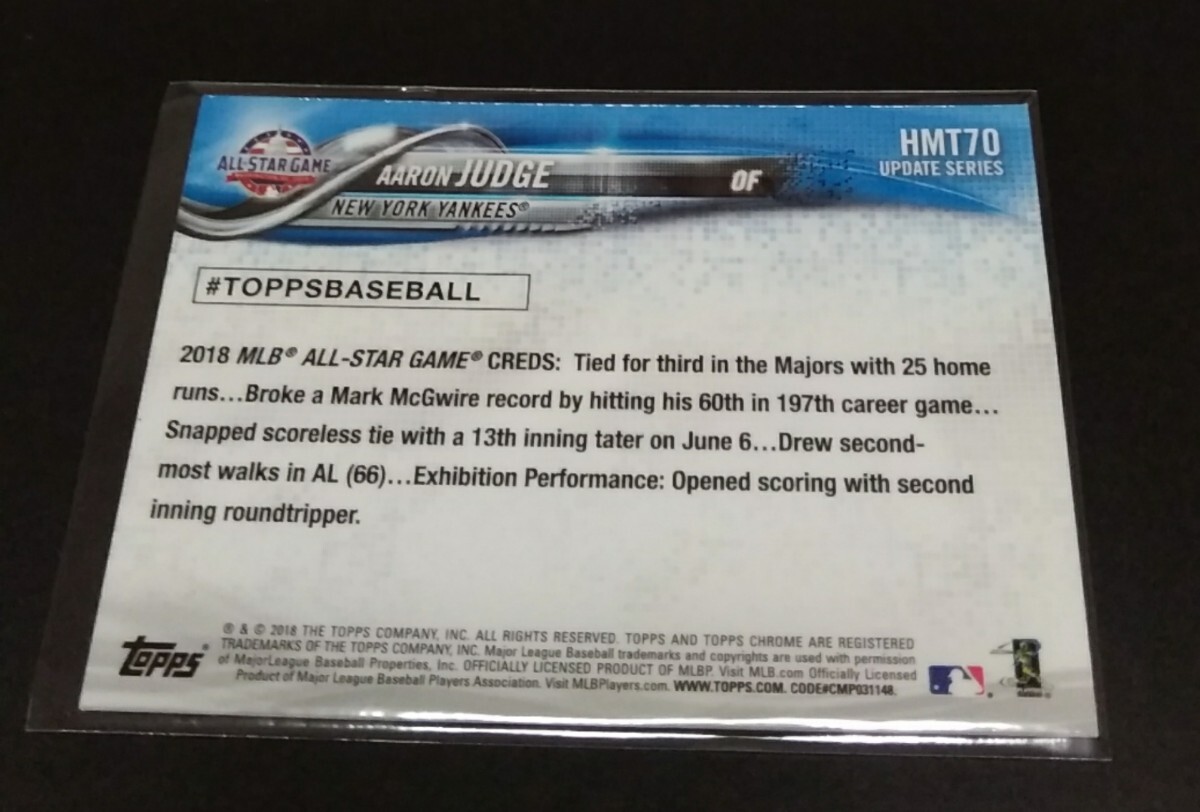 HMT70
UPDATE SERIES
ALL-STAR GAME
AARON JUDGE
OF
NEW YORK YANKEES®
#TOPPSBASEBALL
2018 MLB® ALL-STAR GAME® CREDS: Tied for third in the Majors with 25 home
runs...Broke a Mark McGwire record by hitting his 60th in 197th career game...
Snapped scoreless tie with a 13th inning tater on June 6...Drew second-
most walks in AL (66)...Exhibition Performance: Opened scoring with second
inning roundtripper.
topps®
® & © 2018 THE TOPPS COMPANY, INC. ALL RIGHTS RESERVED. TOPPS AND TOPPS CHROME ARE REGISTERED
TRADEMARKS OF THE TOPPS COMPANY, INC. Major League Baseball trademarks and copyrights are used with permission
of MajorLeague Baseball Properties, Inc. OFFICIALLY LICENSED PRODUCT OF MLBP. Visit MLB.com Officially Licensed
Product of Major League Baseball Players Association. Visit MLBPlayers.com. WWW.TOPPS.COM. CODE#CMP031148.